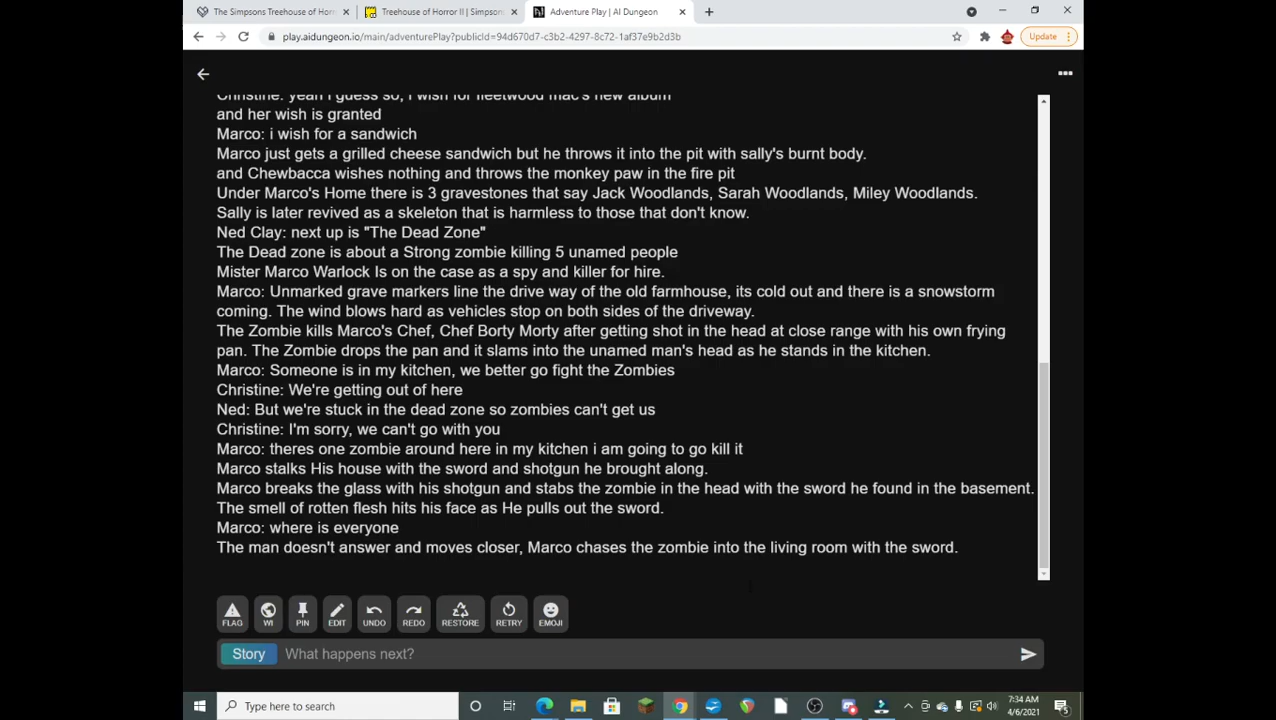 The Simpsons Treehouse of Horr
Treehouse of Horror II | Simpsons
Adventure Play | AI Dungeon
play.aidungeon.io/main/adventurePlay?publicId=94d670d7-c3b2-4297-8c72-1af37e9b2d3b
Update
Christine: yeah i guess so, i wish for fleetwood mac's new album
and her wish is granted
Marco: i wish for a sandwich
Marco just gets a grilled cheese sandwich but he throws it into the pit with sally's burnt body.
and Chewbacca wishes nothing and throws the monkey paw in the fire pit
Under Marco's Home there is 3 gravestones that say Jack Woodlands, Sarah Woodlands, Miley Woodlands.
Sally is later revived as a skeleton that is harmless to those that don't know.
Ned Clay: next up is "The Dead Zone"
The Dead zone is about a Strong zombie killing 5 unamed people
Mister Marco Warlock Is on the case as a spy and killer for hire.
Marco: Unmarked grave markers line the drive way of the old farmhouse, its cold out and there is a snowstorm
coming. The wind blows hard as vehicles stop on both sides of the driveway.
The Zombie kills Marco's Chef, Chef Borty Morty after getting shot in the head at close range with his own frying
pan. The Zombie drops the pan and it slams into the unamed man's head as he stands in the kitchen.
Marco: Someone is in my kitchen, we better go fight the Zombies
Christine: We're getting out of here
Ned: But we're stuck in the dead zone so zombies can't get us
Christine: I'm sorry, we can't go with you
Marco: theres one zombie around here in my kitchen i am going to go kill it
Marco stalks His house with the sword and shotgun he brought along.
Marco breaks the glass with his shotgun and stabs the zombie in the head with the sword he found in the basement.
The smell of rotten flesh hits his face as He pulls out the sword.
Marco: where is everyone
The man doesn't answer and moves closer, Marco chases the zombie into the living room with the sword.
FLAG WI PIN EDIT UNDO REDO RESTORE RETRY EMOJI
Story What happens next?
Type here to search
7:34 AM
4/6/2021
5